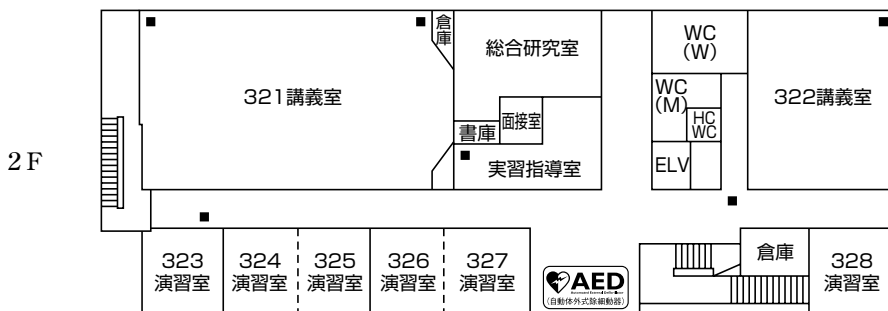 2F
321講義室
倉庫
総合研究室
書庫
面接室
実習指導室
WC
(W)
WC
(M)
HC
WC
ELV
322講義室
323
演習室
324
演習室
325
演習室
326
演習室
327
演習室
AED
(自動体外式除細動器)
倉庫
328
演習室